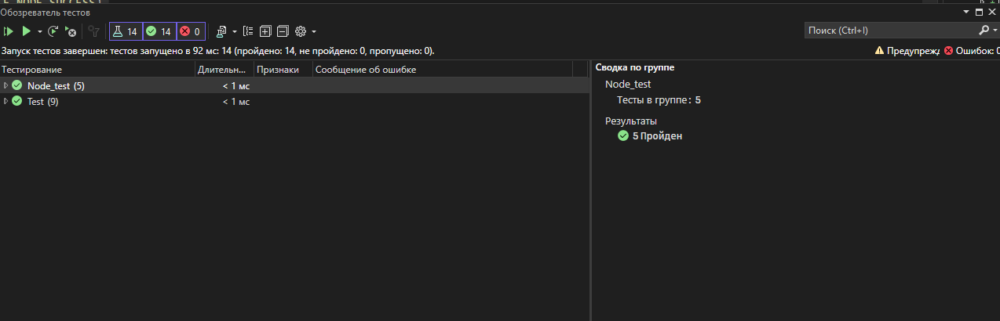 Обозреватель тестов
14 14 0
Поиск (Ctrl+I)
Запуск тестов завершен: тестов запущено в 92 мс: 14 (пройдено: 14, не пройдено: 0, пропущено: 0).
Предупрежд Ошибок: 0
Тестирование Длительн... Признаки Сообщение об ошибке
Node_test (5) < 1 мс
Test (9) < 1 мс
Сводка по группе
Node_test
Тесты в группе: 5
Результаты
5 Пройден